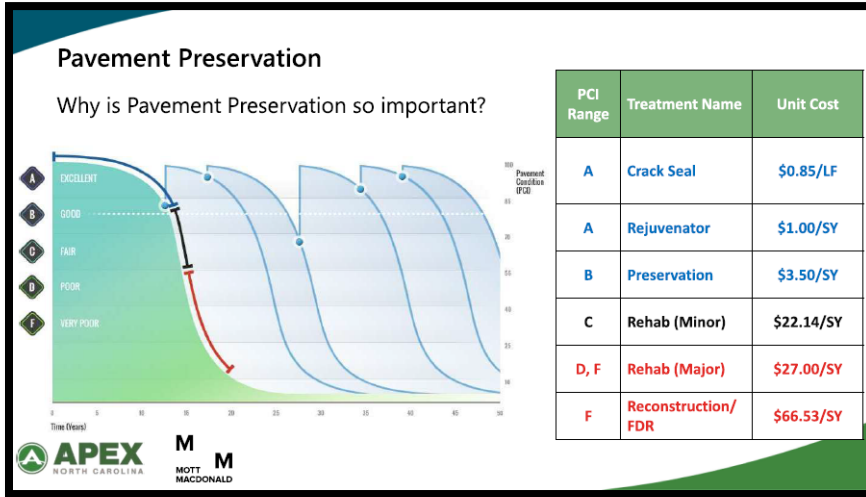 Pavement Preservation
Why is Pavement Preservation so important?
A
EXCELLENT
B
GOOD
C
FAIR
D
POOR
F
VERY POOR
100
Pavement
Condition
(PCI)
0
5
10
15
20
25
30
35
40
45
50
Time (Years)
PCI
Range
Treatment Name
Unit Cost
A
Crack Seal
$0.85/LF
A
Rejuvenator
$1.00/SY
B
Preservation
$3.50/SY
C
Rehab (Minor)
$22.14/SY
D, F
Rehab (Major)
$27.00/SY
F
Reconstruction/
FDR
$66.53/SY
APEX
NORTH CAROLINA
M
M
MOTT
MACDONALD